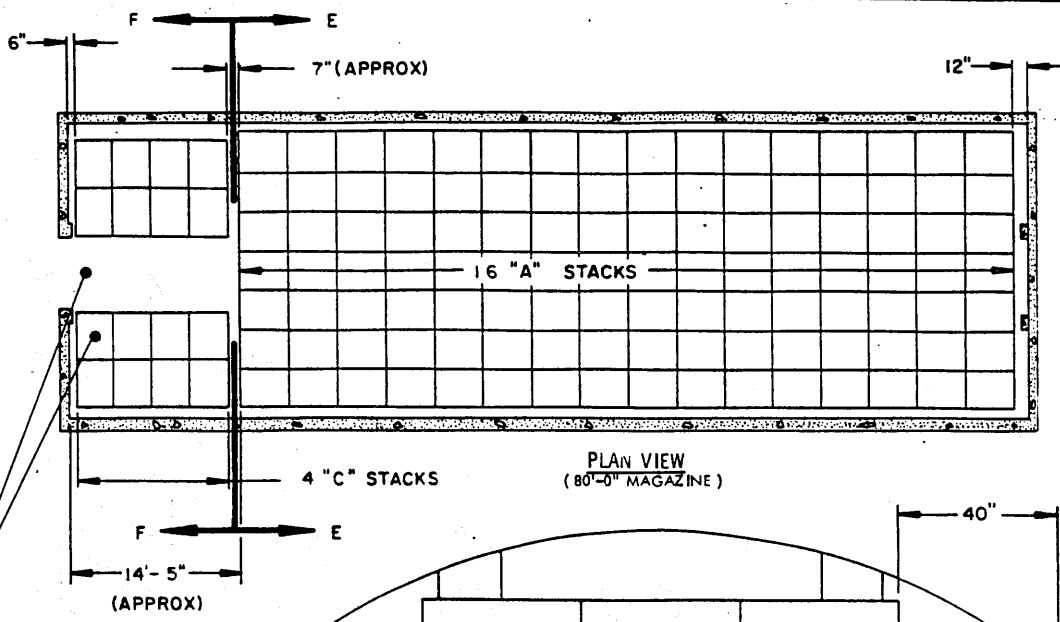 F E
6"
7"(APPROX)
12"
16 "A" STACKS
4 "C" STACKS
PLAN VIEW
(80'-0" MAGAZINE)
F E
40"
14'-5"
(APPROX)